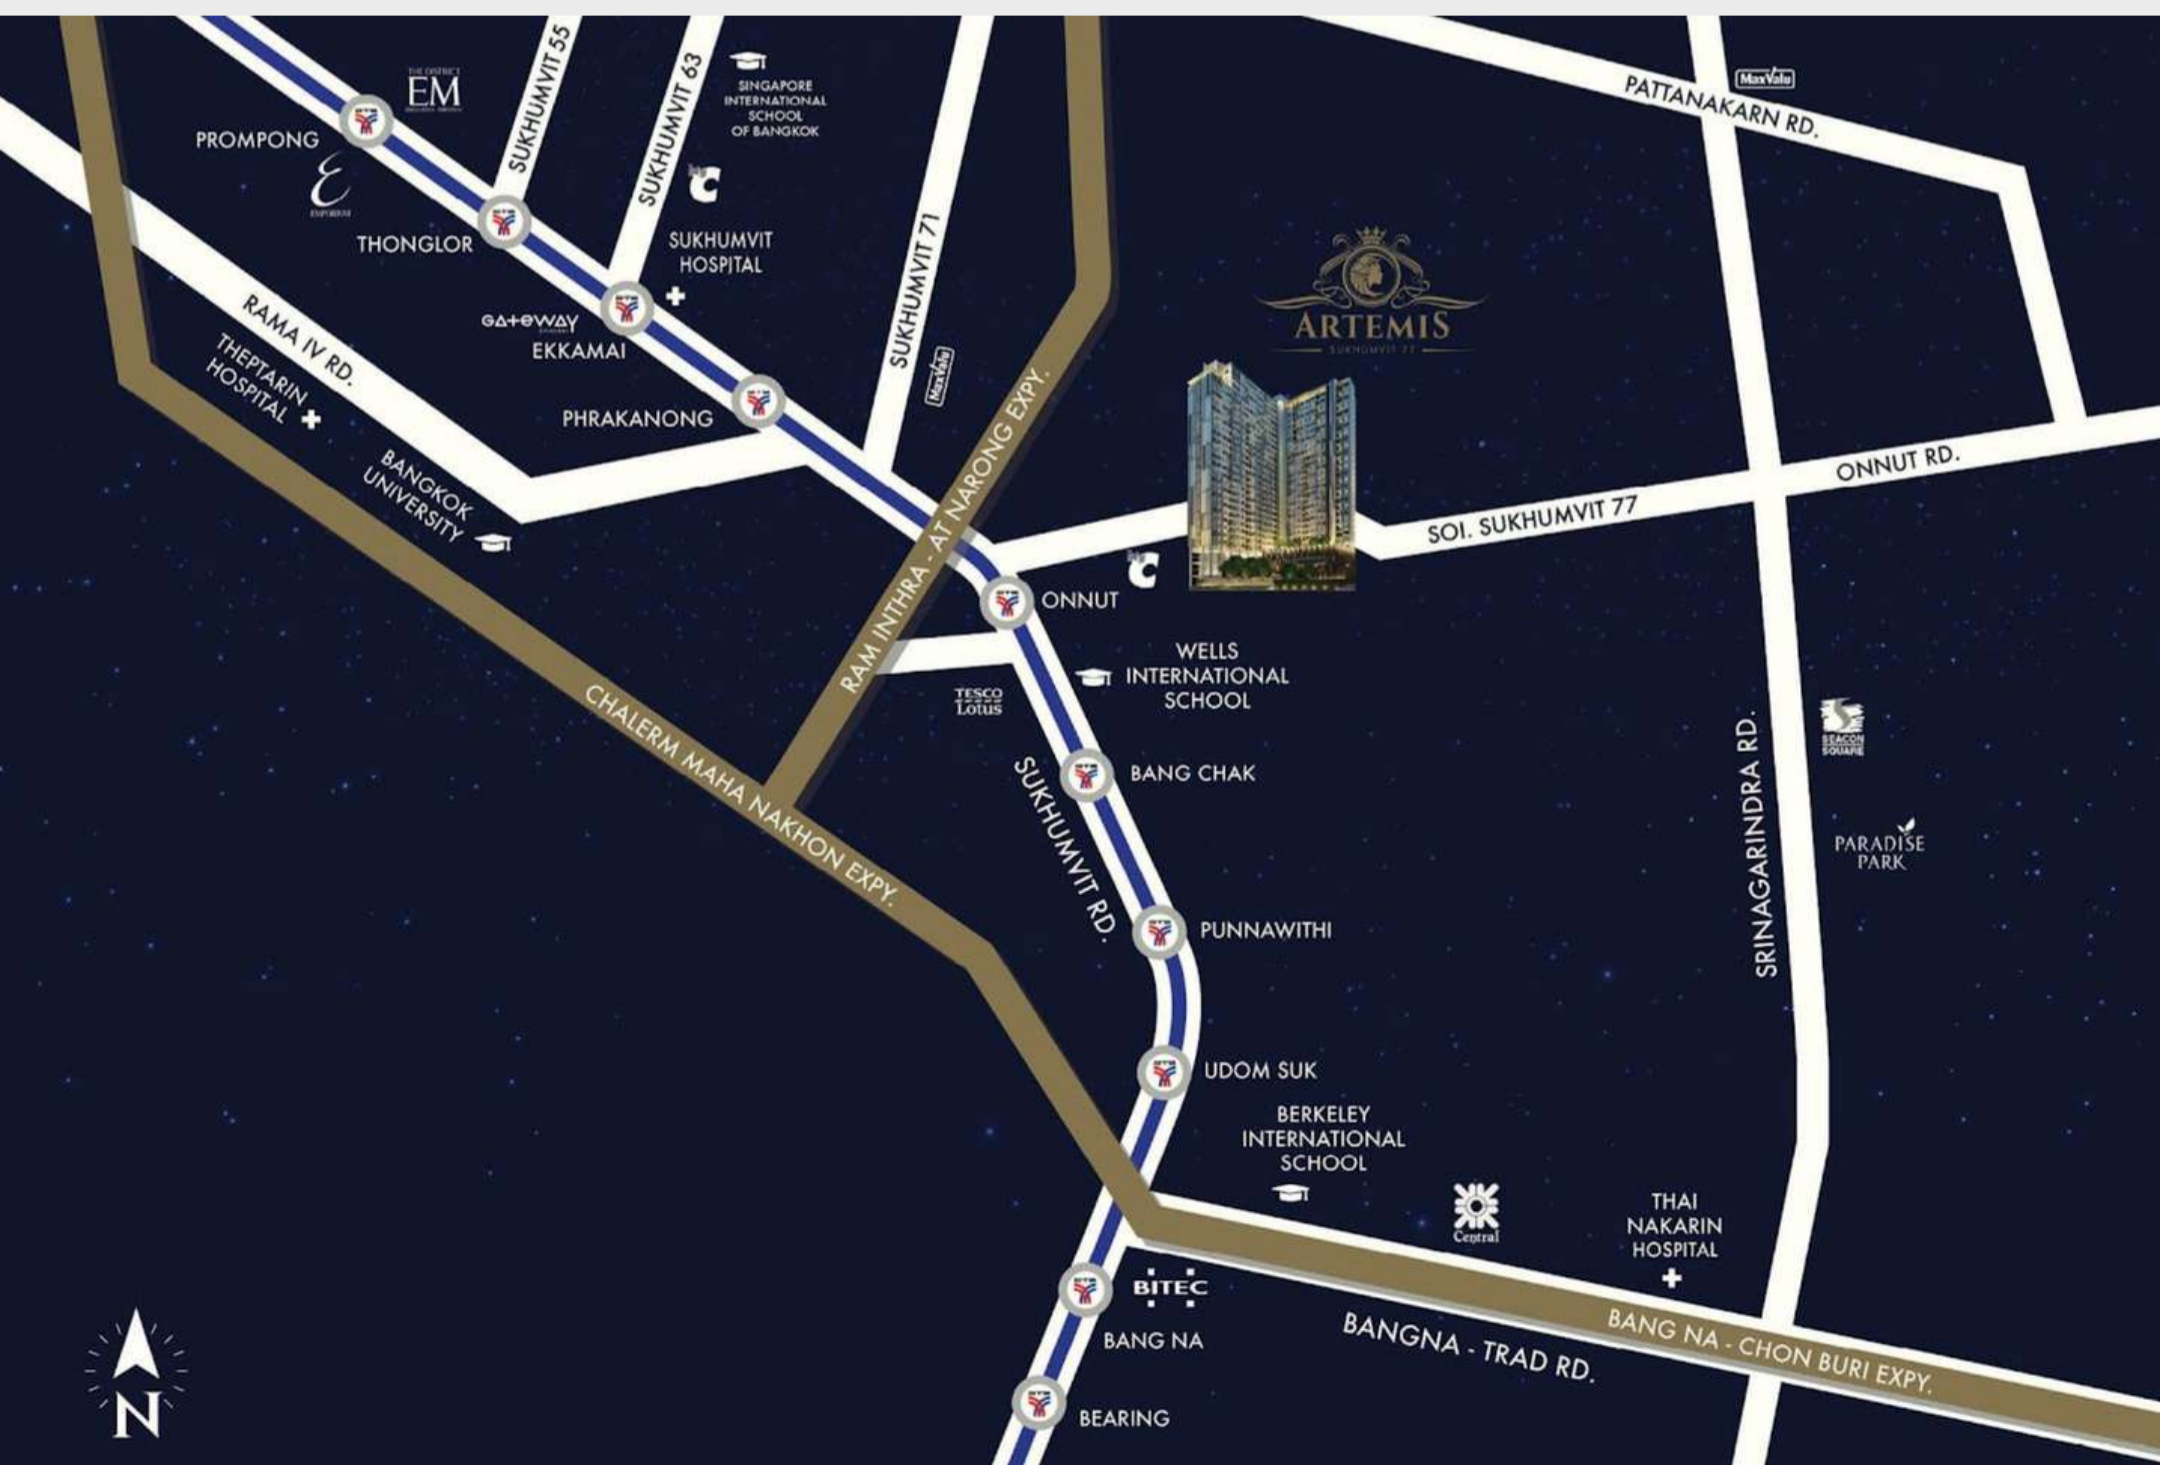 THE DISTRICT
EM
SUKHUMVIT 55
SUKHUMVIT 63
SINGAPORE
INTERNATIONAL
SCHOOL
OF BANGKOK
MaxValu
PATTANAKARN RD.
PROMPONG
EMPORIUM
THONGLOR
C
SUKHUMVIT
HOSPITAL
SUKHUMVIT 71
GATEWAY
EKKAMAI
RAMA IV RD.
THEPTARIN
HOSPITAL
PHRAKANONG
MaxValu
ARTEMIS
SUKHUMVIT 77
BANGKOK
UNIVERSITY
RAM INTHRA - AT NARONG EXPY.
SOI. SUKHUMVIT 77
ONNUT RD.
C
ONNUT
WELLS
INTERNATIONAL
SCHOOL
TESCO
Lotus
CHALERM MAHA NAKHON EXPY.
SUKHUMVIT RD.
BANG CHAK
SRINAGARINDRA RD.
SEACON
SQUARE
PARADISE
PARK
PUNNAWITHI
UDOM SUK
BERKELEY
INTERNATIONAL
SCHOOL
Central
THAI
NAKARIN
HOSPITAL
BITEC
BANG NA
BANGNA - TRAD RD.
BANG NA - CHON BURI EXPY.
BEARING
N